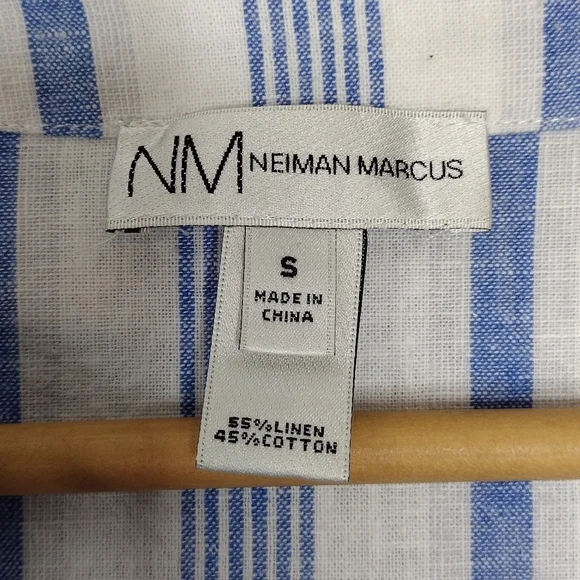 NM NEIMAN MARCUS
S
MADE IN
CHINA
55%LINEN
45%COTTON